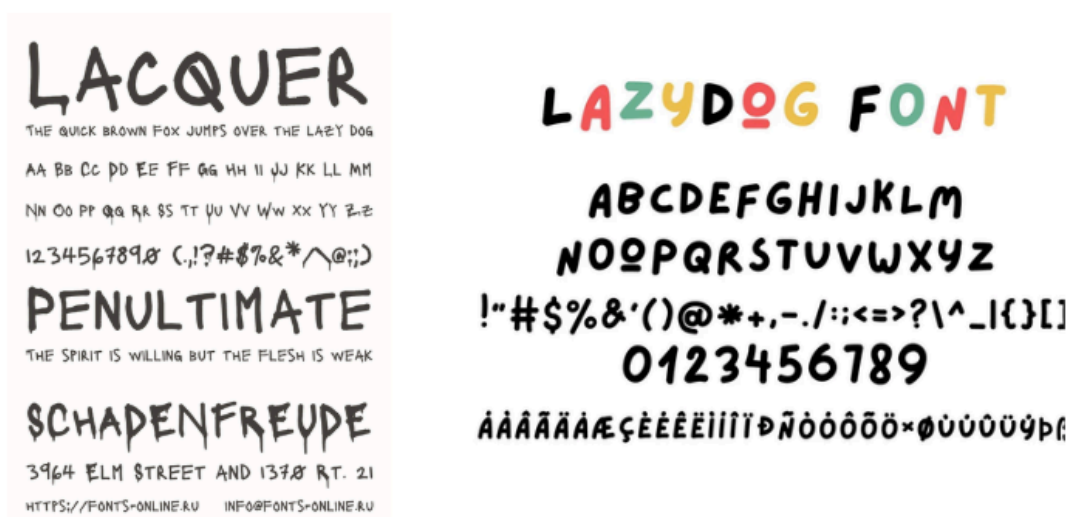 LACQUER
THE QUICK BROWN FOX JUMPS OVER THE LAZY DOG
AA BB CC DD EE FF GG HH II JJ KK LL MM
NN OO PP QQ RR SS TT UU VV WW XX YY ZZ
1234567890 (.,!?#$%&*/\@:;)
PENULTIMATE
THE SPIRIT IS WILLING BUT THE FLESH IS WEAK
SCHADENFREUDE
3964 ELM STREET AND 1370 RT. 21
HTTPS://FONTS-ONLINE.RU INFO@FONTS-ONLINE.RU
LAZYDOG FONT
ABCDEFGHIJKLM
NOºPQRSTUVWXYZ
!"#$%&'()@*+,-./:;<=>?\^_|{}[]
0123456789
ÁÀÂÃÄÅÆÇÈÉÊËÌÍÎÏÐÑÒÓÔÕÖ×ØÙÚÛÜÝÞß